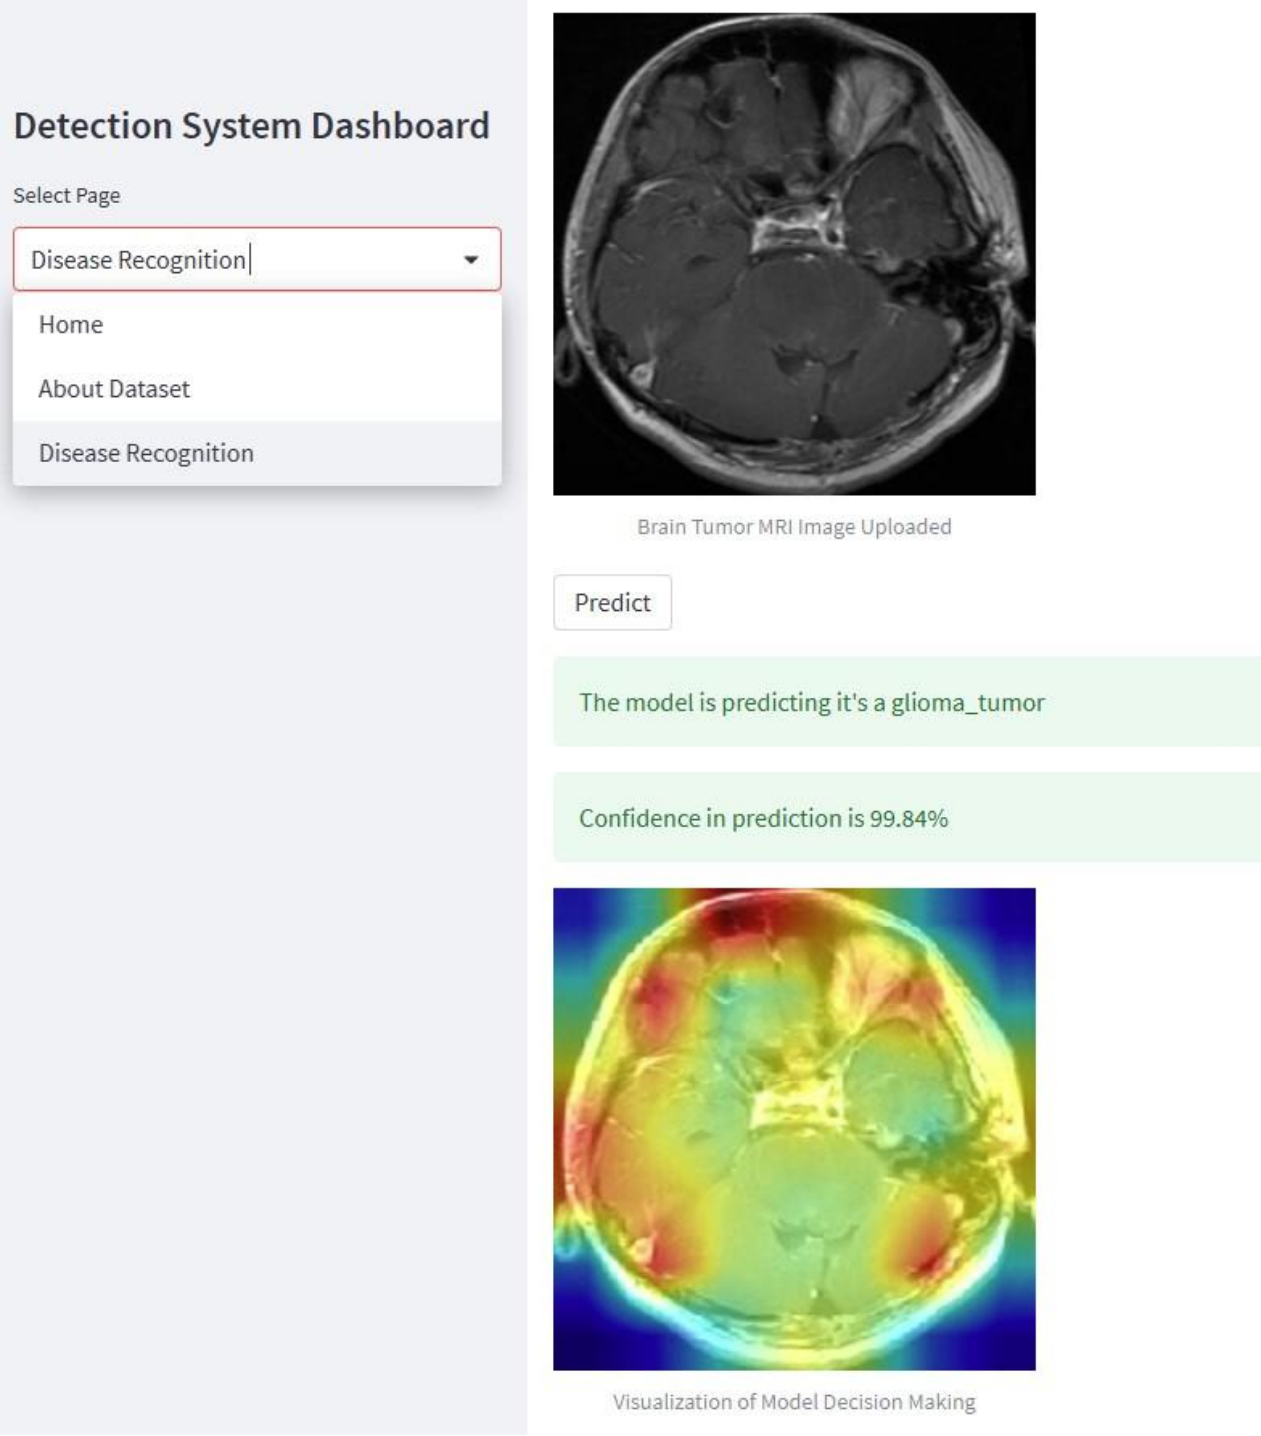 Detection System Dashboard
Select Page
Disease Recognition
Home
About Dataset
Disease Recognition
Brain Tumor MRI Image Uploaded
Predict
The model is predicting it's a glioma_tumor
Confidence in prediction is 99.84%
Visualization of Model Decision Making